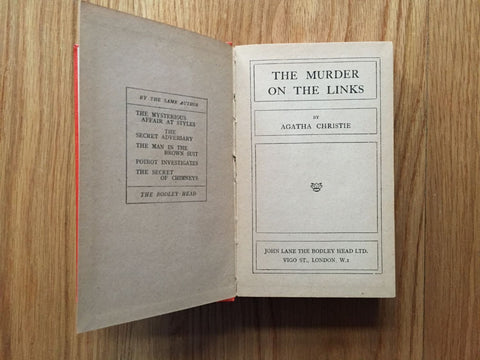 BY THE SAME AUTHOR
THE MYSTERIOUS
AFFAIR AT STYLES
THE
SECRET ADVERSARY
THE MAN IN THE
BROWN SUIT
POIROT INVESTIGATES
THE SECRET
OF CHIMNEYS
THE BODLEY HEAD
THE MURDER
ON THE LINKS
BY
AGATHA CHRISTIE
JOHN LANE THE BODLEY HEAD LTD.
VIGO ST., LONDON, W.1